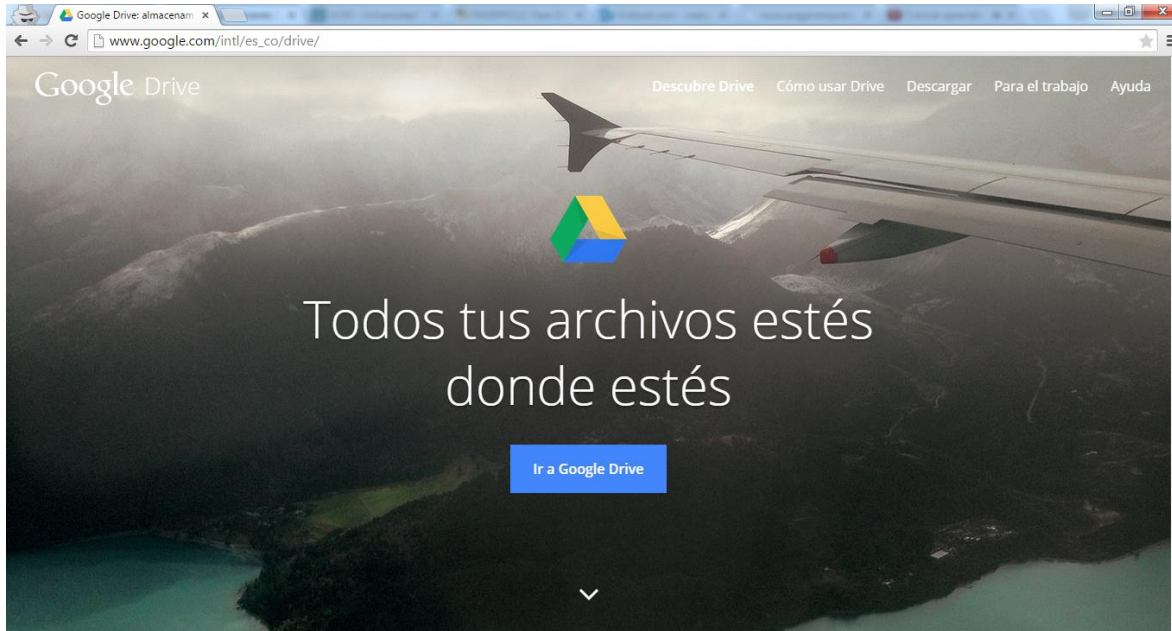 Google Drive: almacenam
www.google.com/intl/es_co/drive/
Google Drive
Descubre Drive Cómo usar Drive Descargar Para el trabajo Ayuda
Todos tus archivos estés
donde estés
Ir a Google Drive